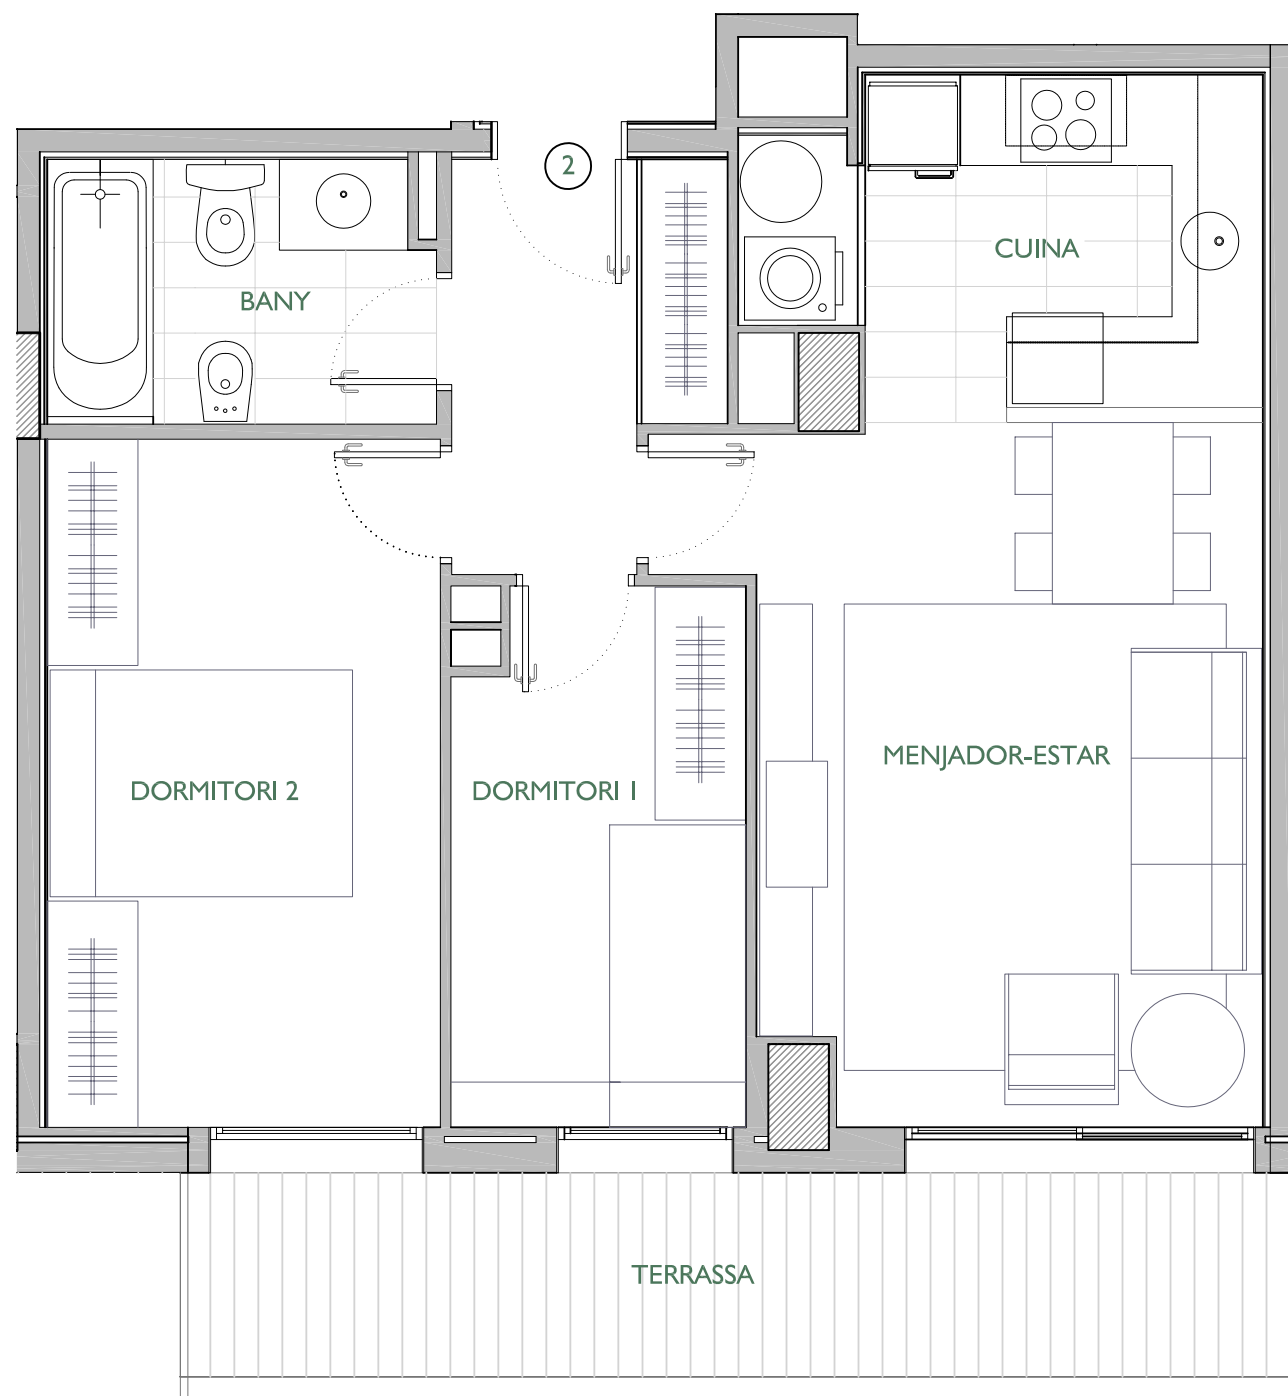 2
CUINA
BANY
MENJADOR-ESTAR
DORMITORI 2
DORMITORI 1
TERRASSA